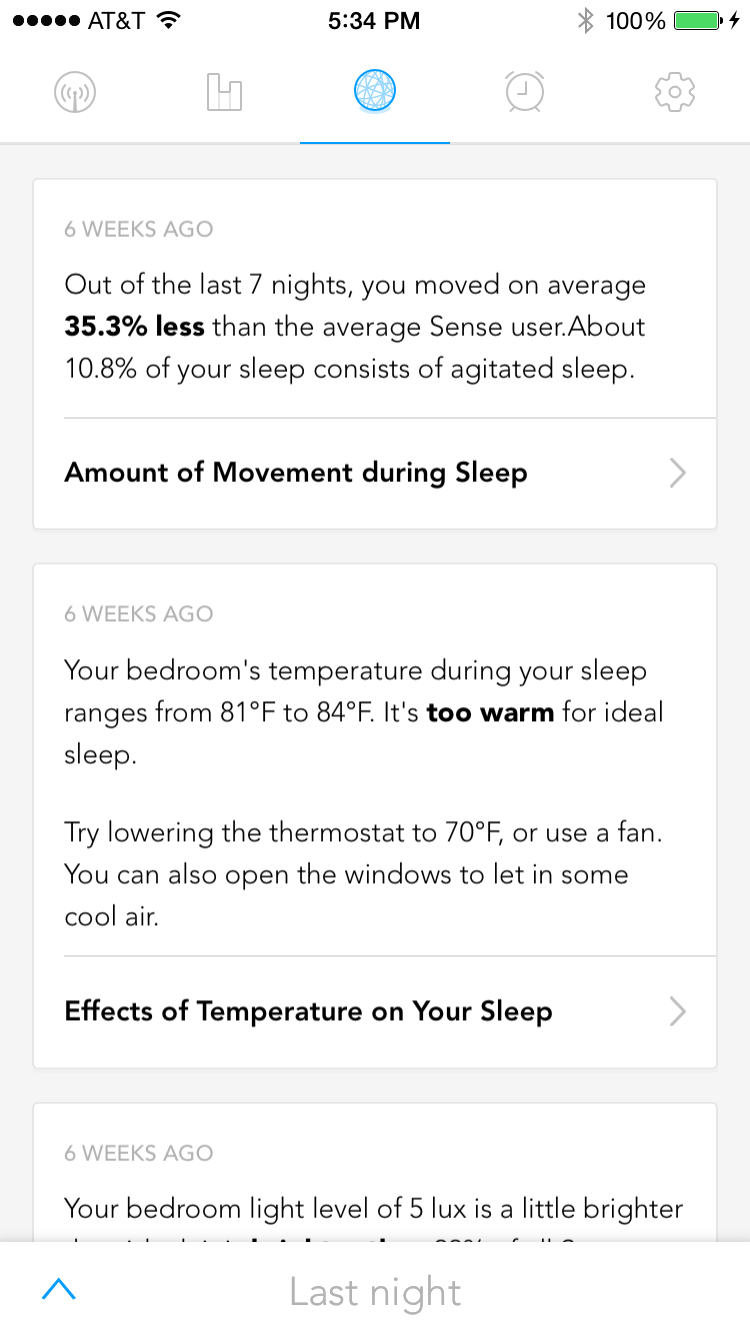 AT&T 5:34 PM 100%
6 WEEKS AGO
Out of the last 7 nights, you moved on average
35.3% less than the average Sense user.About
10.8% of your sleep consists of agitated sleep.
Amount of Movement during Sleep
6 WEEKS AGO
Your bedroom's temperature during your sleep
ranges from 81°F to 84°F. It's too warm for ideal
sleep.
Try lowering the thermostat to 70°F, or use a fan.
You can also open the windows to let in some
cool air.
Effects of Temperature on Your Sleep
6 WEEKS AGO
Your bedroom light level of 5 lux is a little brighter
Last night